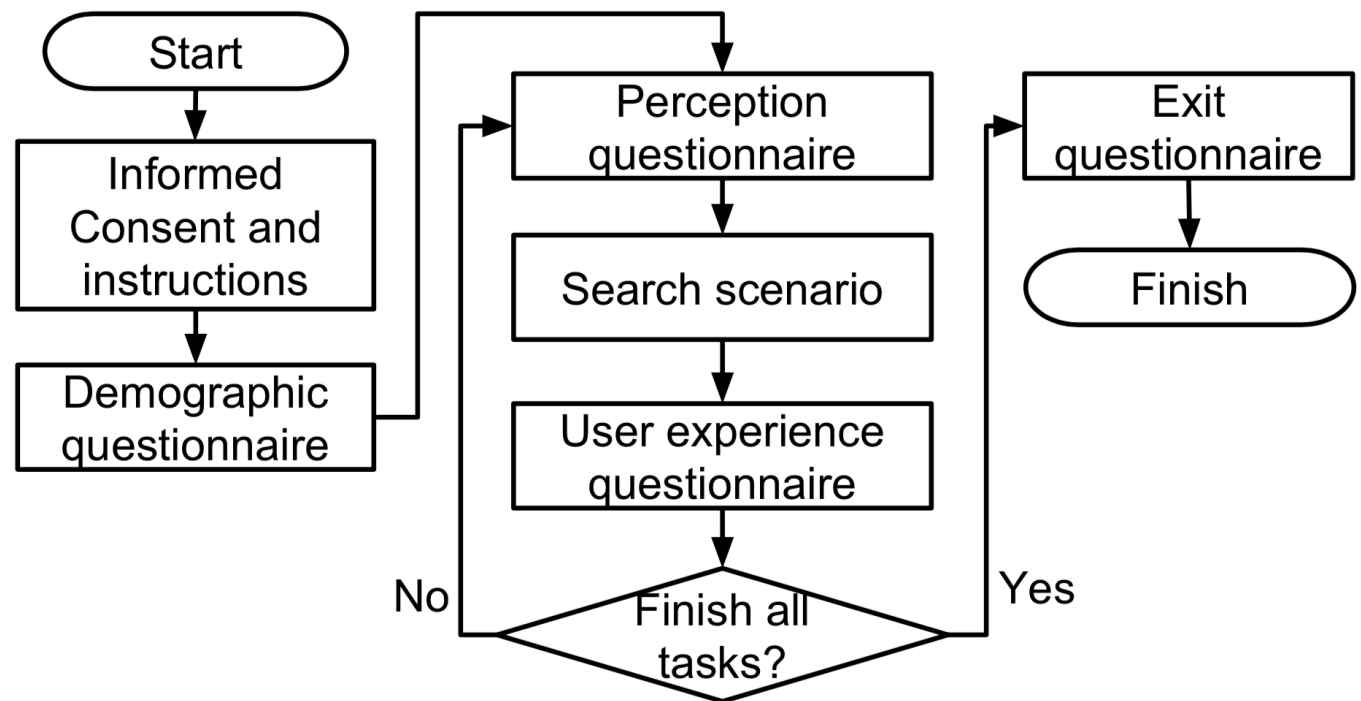 Start
Informed
Consent and
instructions
Demographic
questionnaire
Perception
questionnaire
Search scenario
User experience
questionnaire
Finish all
tasks?
No
Yes
Exit
questionnaire
Finish